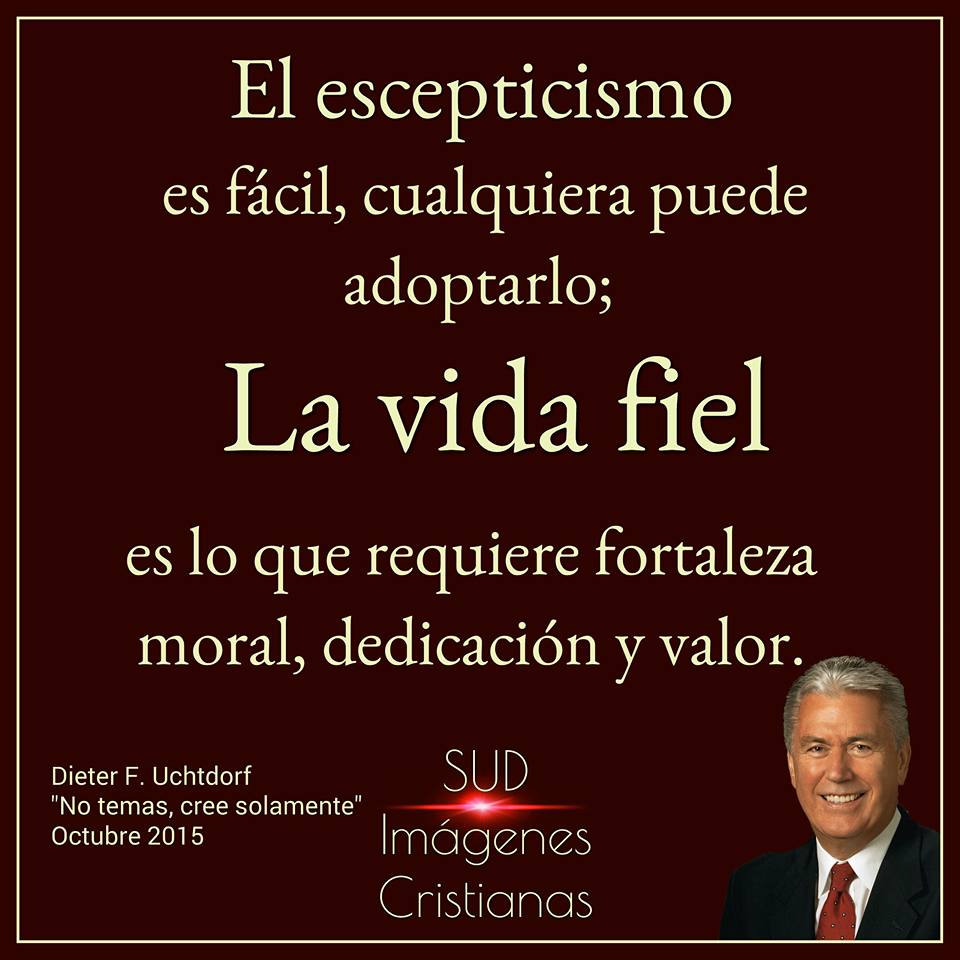 El escepticismo
es fácil, cualquiera puede
adoptarlo;
La vida fiel
es lo que requiere fortaleza
moral, dedicación y valor.
Dieter F. Uchtdorf
"No temas, cree solamente"
Octubre 2015
SUD
Imágenes
Cristianas